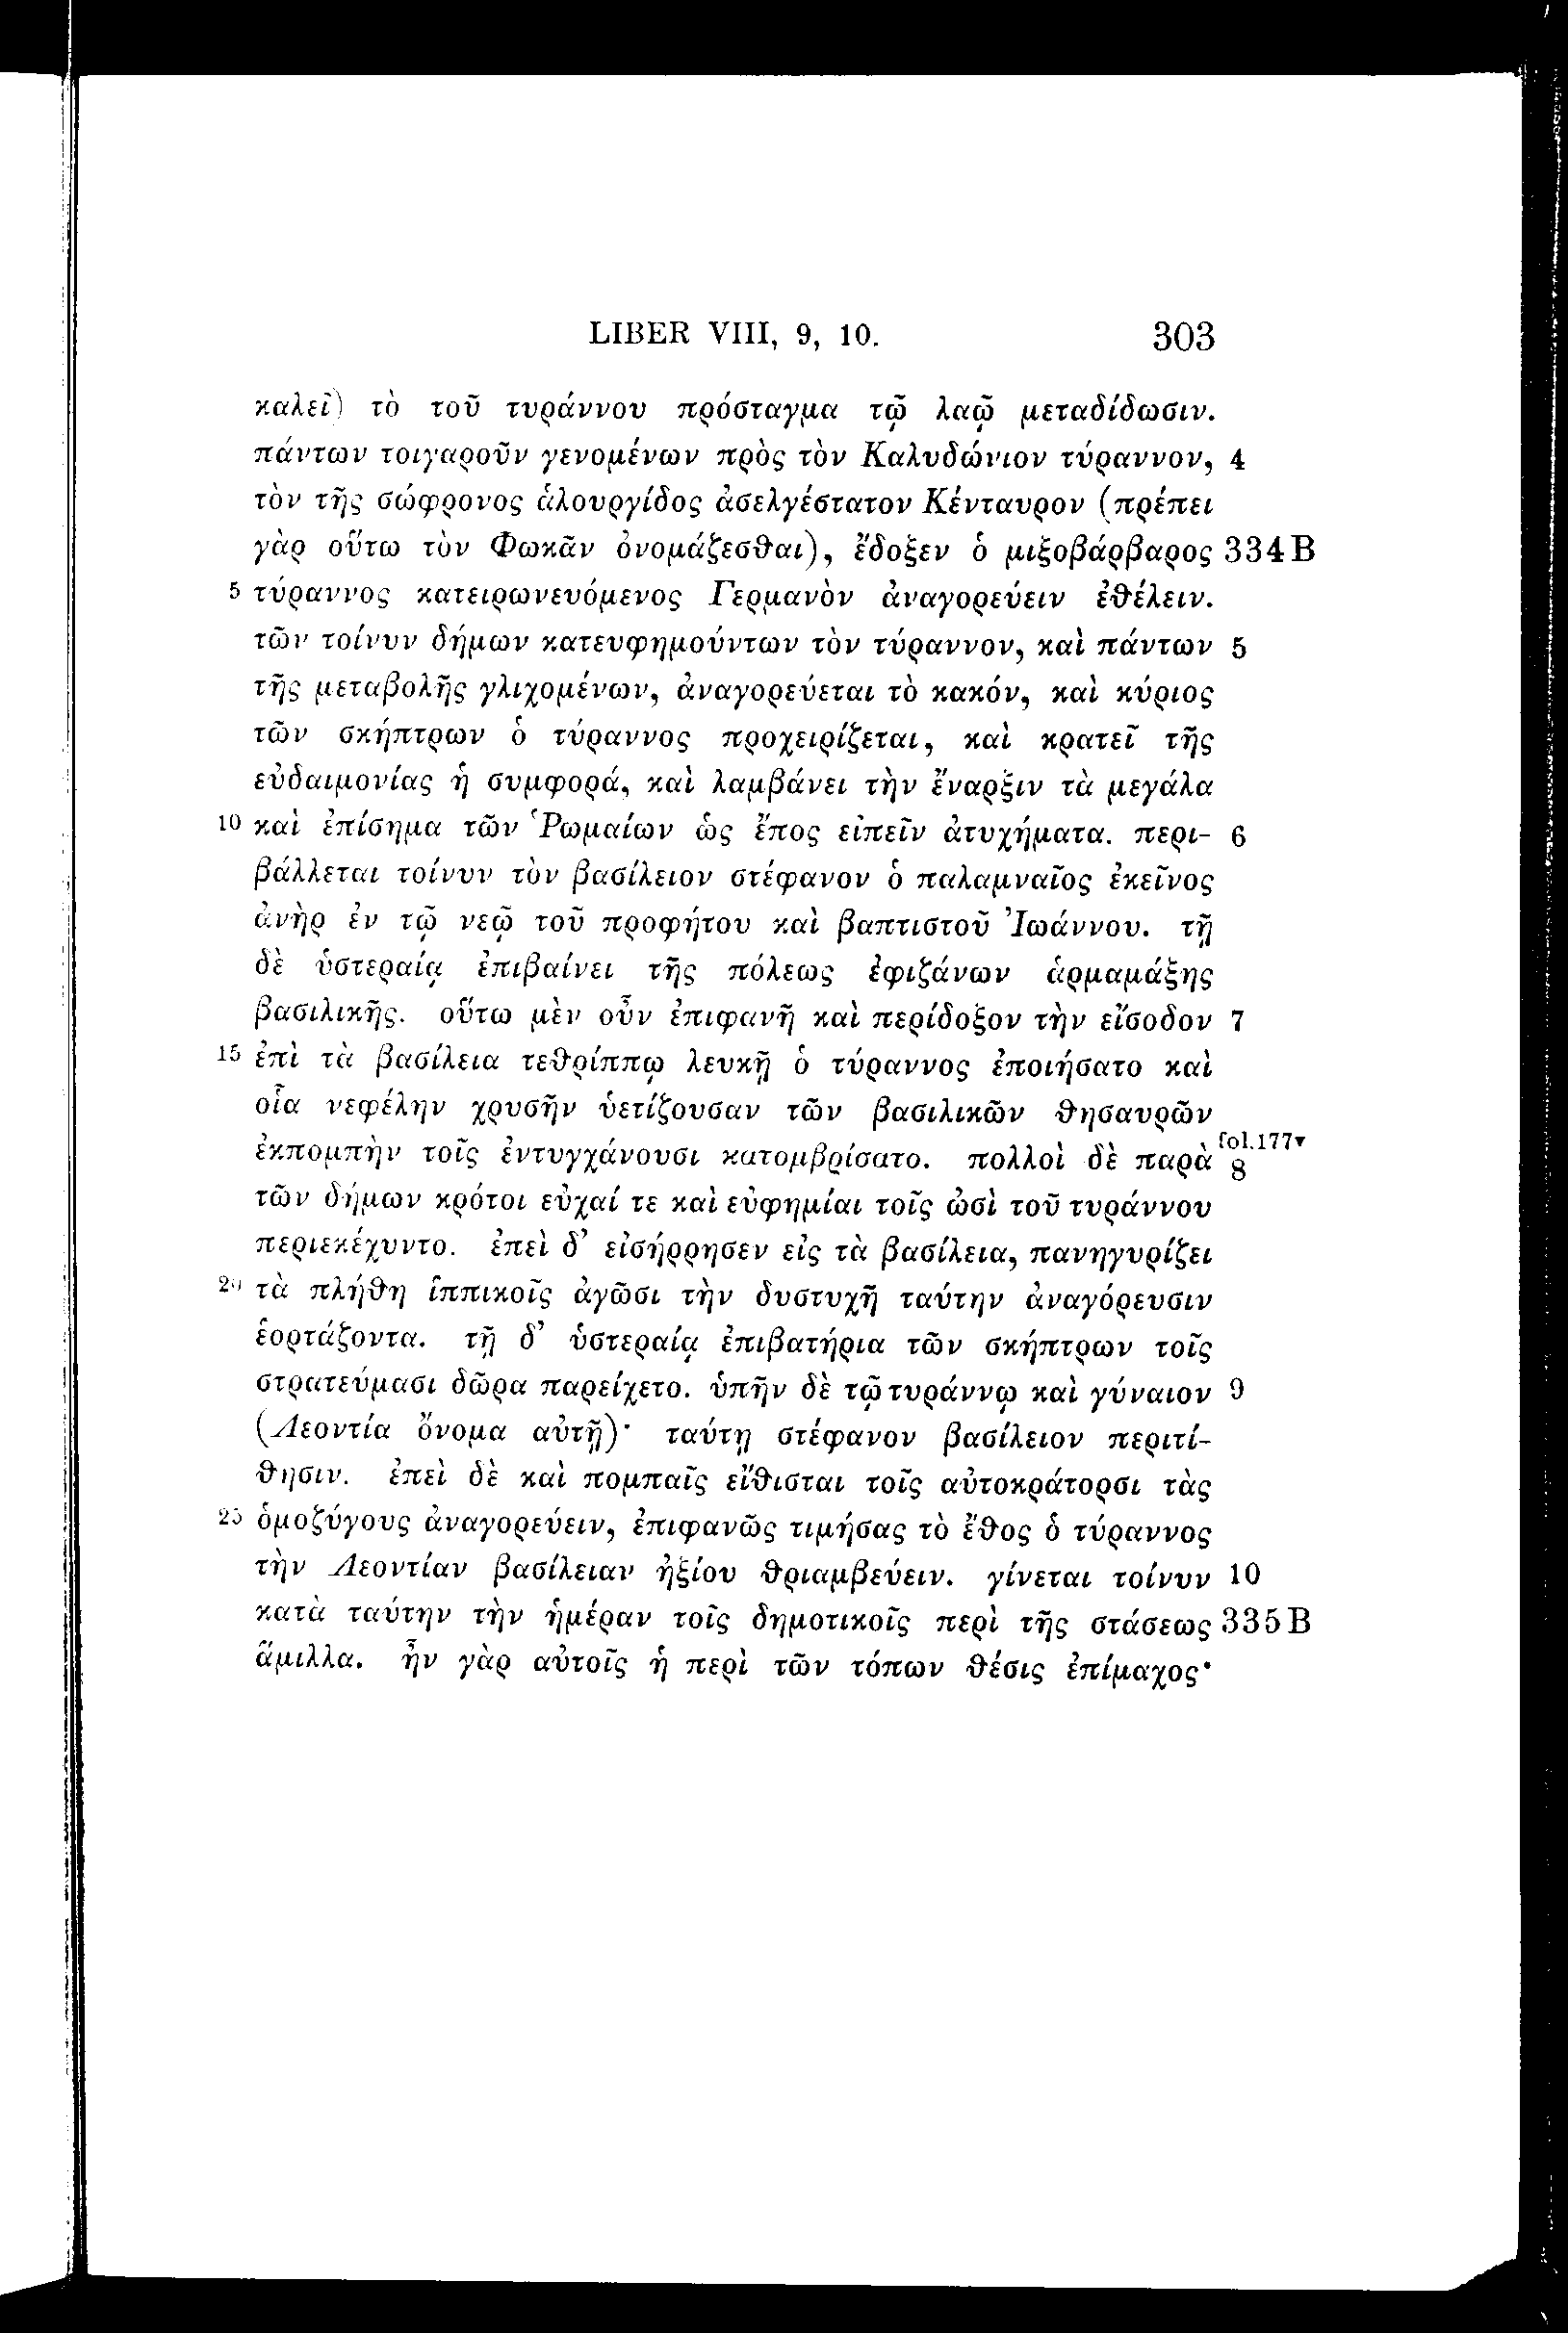 LIBER VIII, 9, 10. 303
καλεῖ) τὸ τοῦ τυράννου πρόσταγμα τῷ λαῷ μεταδίδωσιν.
πάντων τοιγαροῦν γενομένων πρὸς τὸν Καλυδώνιον τύραννον, 4
τὸν τῆς σώφρονος ἁλουργίδος ἀσελγέστατον Κένταυρον (πρέπει
γὰρ οὕτω τὸν Φωκᾶν ὀνομάζεσθαι), ἔδοξεν ὁ μιξοβάρβαρος 334 B
5 τύραννος κατειρωνευόμενος Γερμανὸν ἀναγορεύειν ἐθέλειν.
τῶν τοίνυν δήμων κατευφημούντων τὸν τύραννον, καὶ πάντων 5
τῆς μεταβολῆς γλιχομένων, ἀναγορεύεται τὸ κακόν, καὶ κύριος
τῶν σκήπτρων ὁ τύραννος προχειρίζεται, καὶ κρατεῖ τῆς
εὐδαιμονίας ἡ συμφορά, καὶ λαμβάνει τὴν ἔναρξιν τὰ μεγάλα
10 καὶ ἐπίσημα τῶν Ῥωμαίων ὡς ἔπος εἰπεῖν ἀτυχήματα. περι- 6
βάλλεται τοίνυν τὸν βασίλειον στέφανον ὁ παλαμναῖος ἐκεῖνος
ἀνὴρ ἐν τῷ νεῷ τοῦ προφήτου καὶ βαπτιστοῦ Ἰωάννου. τῇ
δὲ ὑστεραίᾳ ἐπιβαίνει τῆς πόλεως ἐφιζάνων ἁρμαμάξης
βασιλικῆς. οὕτω μὲν οὖν ἐπιφανῆ καὶ περίδοξον τὴν εἴσοδον 7
15 ἐπὶ τὰ βασίλεια τεθρίππῳ λευκῇ ὁ τύραννος ἐποιήσατο καὶ
οἷα νεφέλην χρυσῆν ὑετίζουσαν τῶν βασιλικῶν θησαυρῶν
ἐκπομπὴν τοῖς ἐντυγχάνουσι κατομβρίσατο. πολλοὶ δὲ παρὰ fol. 177v 8
τῶν δήμων κρότοι εὐχαί τε καὶ εὐφημίαι τοῖς ὠσὶ τοῦ τυράννου
περιεκέχυντο. ἐπεὶ δ’ εἰσήρρησεν εἰς τὰ βασίλεια, πανηγυρίζει
20 τὰ πλήθη ἱππικοῖς ἀγῶσι τὴν δυστυχῆ ταύτην ἀναγόρευσιν
ἑορτάζοντα. τῇ δ’ ὑστεραίᾳ ἐπιβατήρια τῶν σκήπτρων τοῖς
στρατεύμασι δῶρα παρείχετο. ὑπῆν δὲ τῷ τυράννῳ καὶ γύναιον 9
(Λεοντία ὄνομα αὐτῇ)· ταύτῃ στέφανον βασίλειον περιτί-
θησιν. ἐπεὶ δὲ καὶ πομπαῖς εἴθισται τοῖς αὐτοκράτορσι τὰς
25 ὁμοζύγους ἀναγορεύειν, ἐπιφανῶς τιμήσας τὸ ἔθος ὁ τύραννος
τὴν Λεοντίαν βασίλειαν ἠξίου θριαμβεύειν. γίνεται τοίνυν 10
κατὰ ταύτην τὴν ἡμέραν τοῖς δημοτικοῖς περὶ τῆς στάσεως 335 B
ἅμιλλα. ἦν γὰρ αὐτοῖς ἡ περὶ τῶν τόπων θέσις ἐπίμαχος·